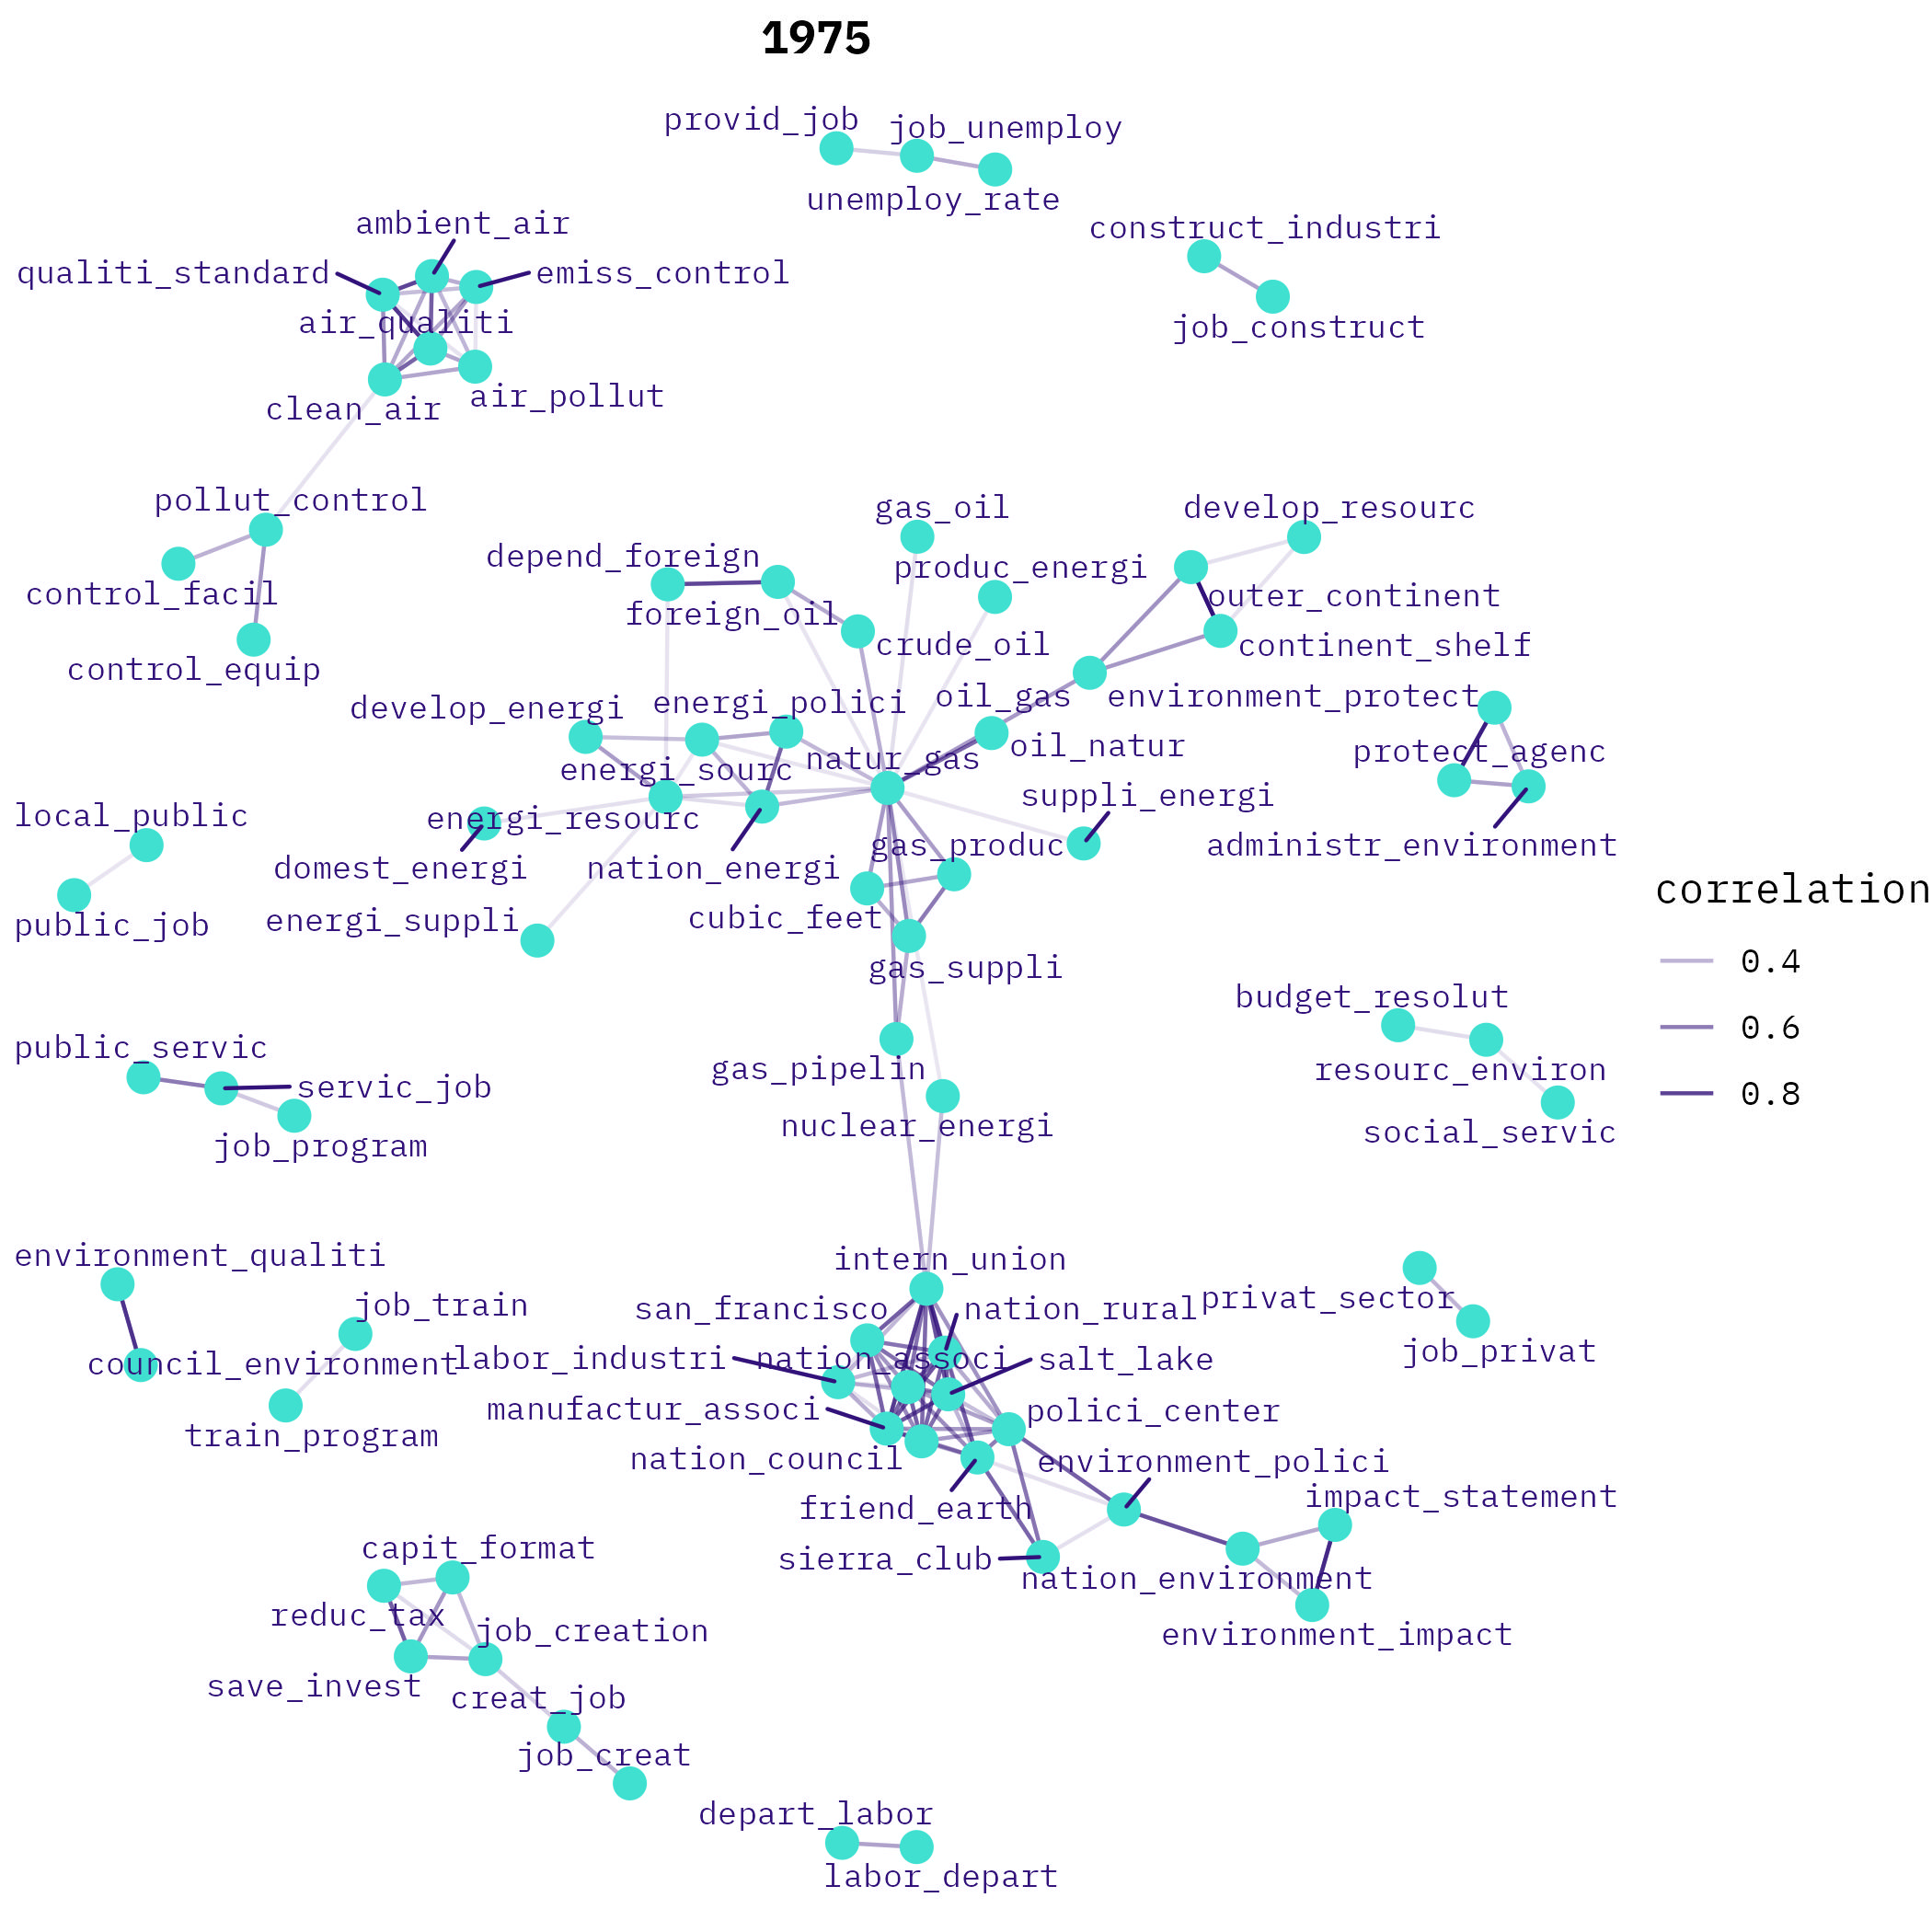 1975
provid_job
job_unemploy
unemploy_rate
ambient_air
construct_industri
qualiti_standard
emiss_control
air_qualiti
job_construct
clean_air
air_pollut
pollut_control
gas_oil
develop_resourc
depend_foreign
produc_energi
control_facil
outer_continent
foreign_oil
crude_oil
continent_shelf
control_equip
develop_energi
energi_polici
oil_gas
environment_protect
natur_gas
oil_natur
protect_agenc
energi_sourc
suppli_energi
local_public
energi_resourc
gas_produc
administr_environment
domest_energi
nation_energi
correlation
public_job
energi_suppli
cubic_feet
0.4
gas_suppli
budget_resolut
0.6
public_servic
gas_pipelin
resourc_environ
servic_job
0.8
nuclear_energi
social_servic
job_program
environment_qualiti
intern_union
job_train
san_francisco
nation_rural
privat_sector
council_environment
labor_industri
nation_associ
salt_lake
job_privat
manufactur_associ
polici_center
train_program
nation_council
environment_polici
friend_earth
impact_statement
capit_format
sierra_club
nation_environment
reduc_tax
job_creation
environment_impact
save_invest
creat_job
job_creat
depart_labor
labor_depart